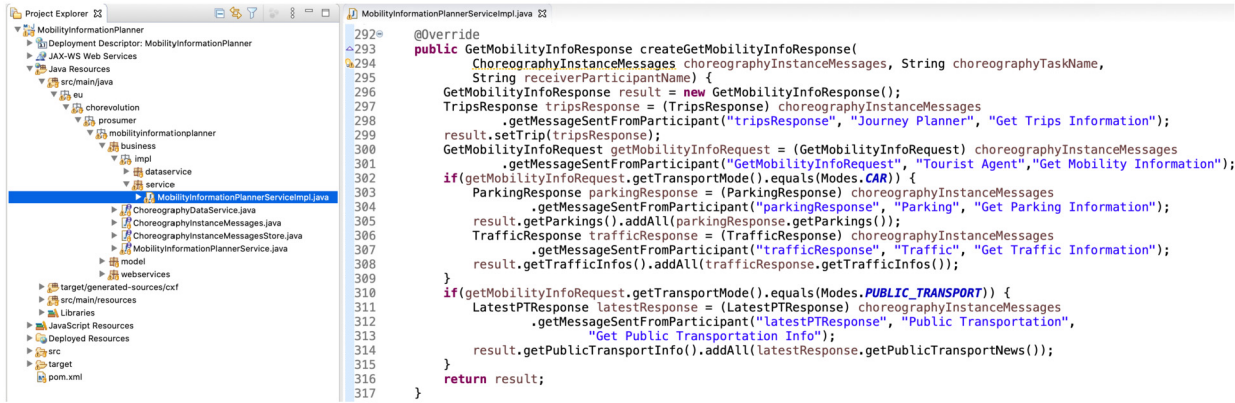 Project Explorer
MobilityInformationPlanner
Deployment Descriptor: MobilityInformationPlanner
JAX-WS Web Services
Java Resources
src/main/java
eu
chorevolution
prosumer
mobilityinformationplanner
business
impl
dataservice
service
MobilityInformationPlannerServiceImpl.java
ChoreographyDataService.java
ChoreographyInstanceMessages.java
ChoreographyInstanceMessagesStore.java
MobilityInformationPlannerService.java
model
webservices
target/generated-sources/cxf
src/main/resources
Libraries
JavaScript Resources
Deployed Resources
src
target
pom.xml
MobilityInformationPlannerServiceImpl.java
292 @Override
293 public GetMobilityInfoResponse createGetMobilityInfoResponse(
294 ChoreographyInstanceMessages choreographyInstanceMessages, String choreographyTaskName,
295 String receiverParticipantName) {
296 GetMobilityInfoResponse result = new GetMobilityInfoResponse();
297 TripsResponse tripsResponse = (TripsResponse) choreographyInstanceMessages
298 .getMessageSentFromParticipant("tripsResponse", "Journey Planner", "Get Trips Information");
299 result.setTrip(tripsResponse);
300 GetMobilityInfoRequest getMobilityInfoRequest = (GetMobilityInfoRequest) choreographyInstanceMessages
301 .getMessageSentFromParticipant("GetMobilityInfoRequest", "Tourist Agent","Get Mobility Information");
302 if(getMobilityInfoRequest.getTransportMode().equals(Modes.CAR)) {
303 ParkingResponse parkingResponse = (ParkingResponse) choreographyInstanceMessages
304 .getMessageSentFromParticipant("parkingResponse", "Parking", "Get Parking Information");
305 result.getParkings().addAll(parkingResponse.getParkings());
306 TrafficResponse trafficResponse = (TrafficResponse) choreographyInstanceMessages
307 .getMessageSentFromParticipant("trafficResponse", "Traffic", "Get Traffic Information");
308 result.getTrafficInfos().addAll(trafficResponse.getTrafficInfos());
309 }
310 if(getMobilityInfoRequest.getTransportMode().equals(Modes.PUBLIC_TRANSPORT)) {
311 LatestPTResponse latestResponse = (LatestPTResponse) choreographyInstanceMessages
312 .getMessageSentFromParticipant("latestPTResponse", "Public Transportation",
313 "Get Public Transportation Info");
314 result.getPublicTransportInfo().addAll(latestResponse.getPublicTransportNews());
315 }
316 return result;
317 }